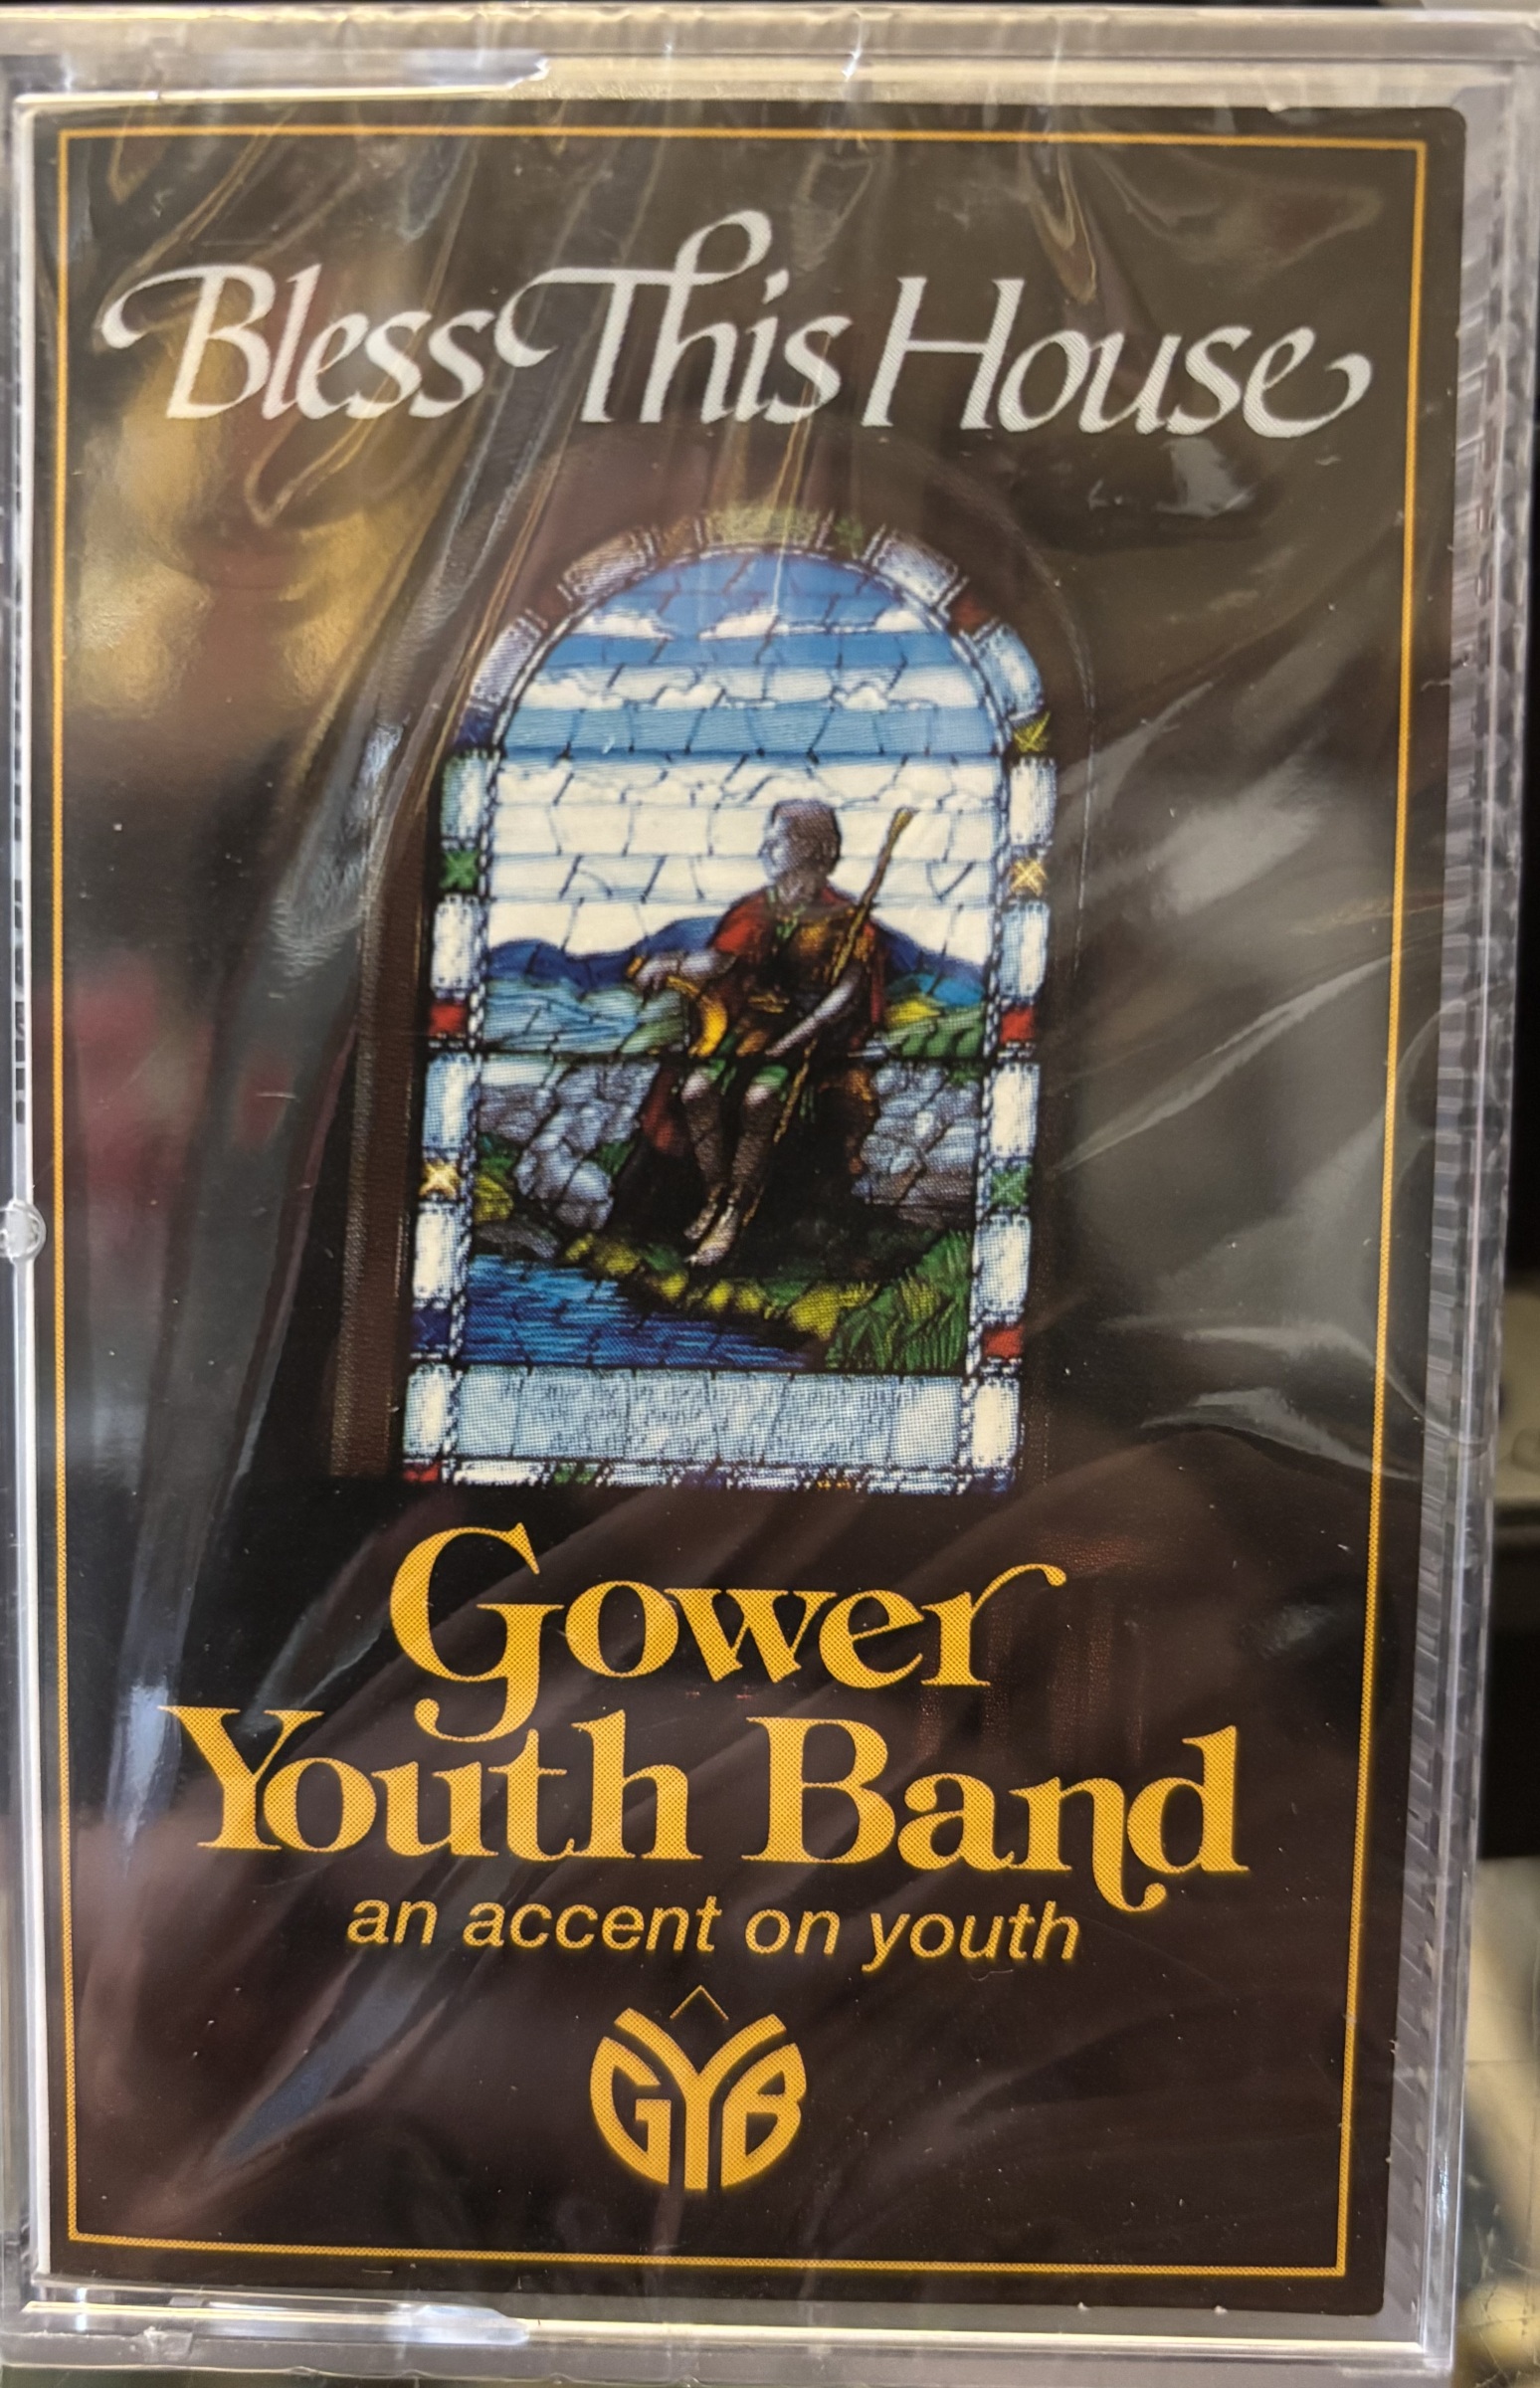 Bless This House
Gower
Youth Band
an accent on youth
GYB